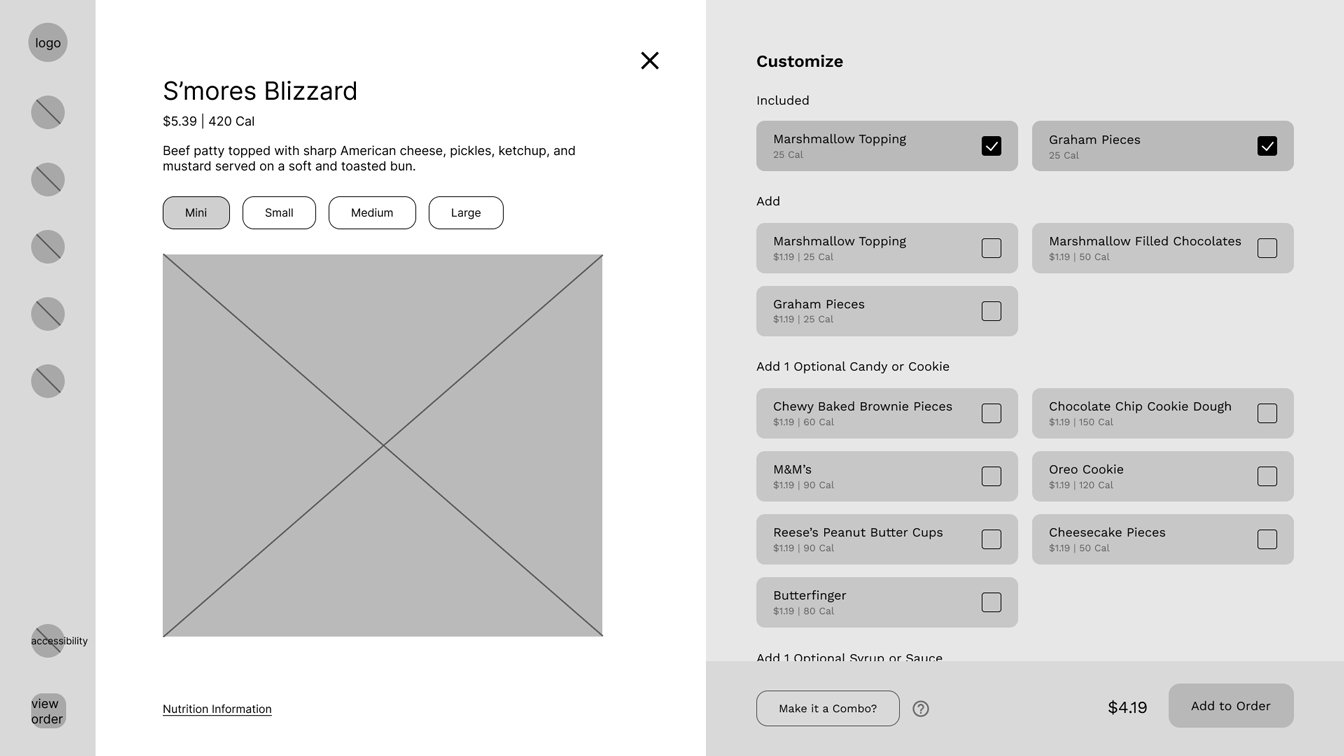 logo
accessibility
view
order
S'mores Blizzard
$5.39 | 420 Cal
Beef patty topped with sharp American cheese, pickles, ketchup, and
mustard served on a soft and toasted bun.
Mini
Small
Medium
Large
Nutrition Information
Customize
Included
Marshmallow Topping
25 Cal
Graham Pieces
25 Cal
Add
Marshmallow Topping
$1.19 | 25 Cal
Marshmallow Filled Chocolates
$1.19 | 50 Cal
Graham Pieces
$1.19 | 25 Cal
Add 1 Optional Candy or Cookie
Chewy Baked Brownie Pieces
$1.19 | 60 Cal
Chocolate Chip Cookie Dough
$1.19 | 150 Cal
M&M's
$1.19 | 90 Cal
Oreo Cookie
$1.19 | 120 Cal
Reese's Peanut Butter Cups
$1.19 | 90 Cal
Cheesecake Pieces
$1.19 | 50 Cal
Butterfinger
$1.19 | 80 Cal
Add 1 Optional Syrup or Sauce
Make it a Combo?
?
$4.19
Add to Order